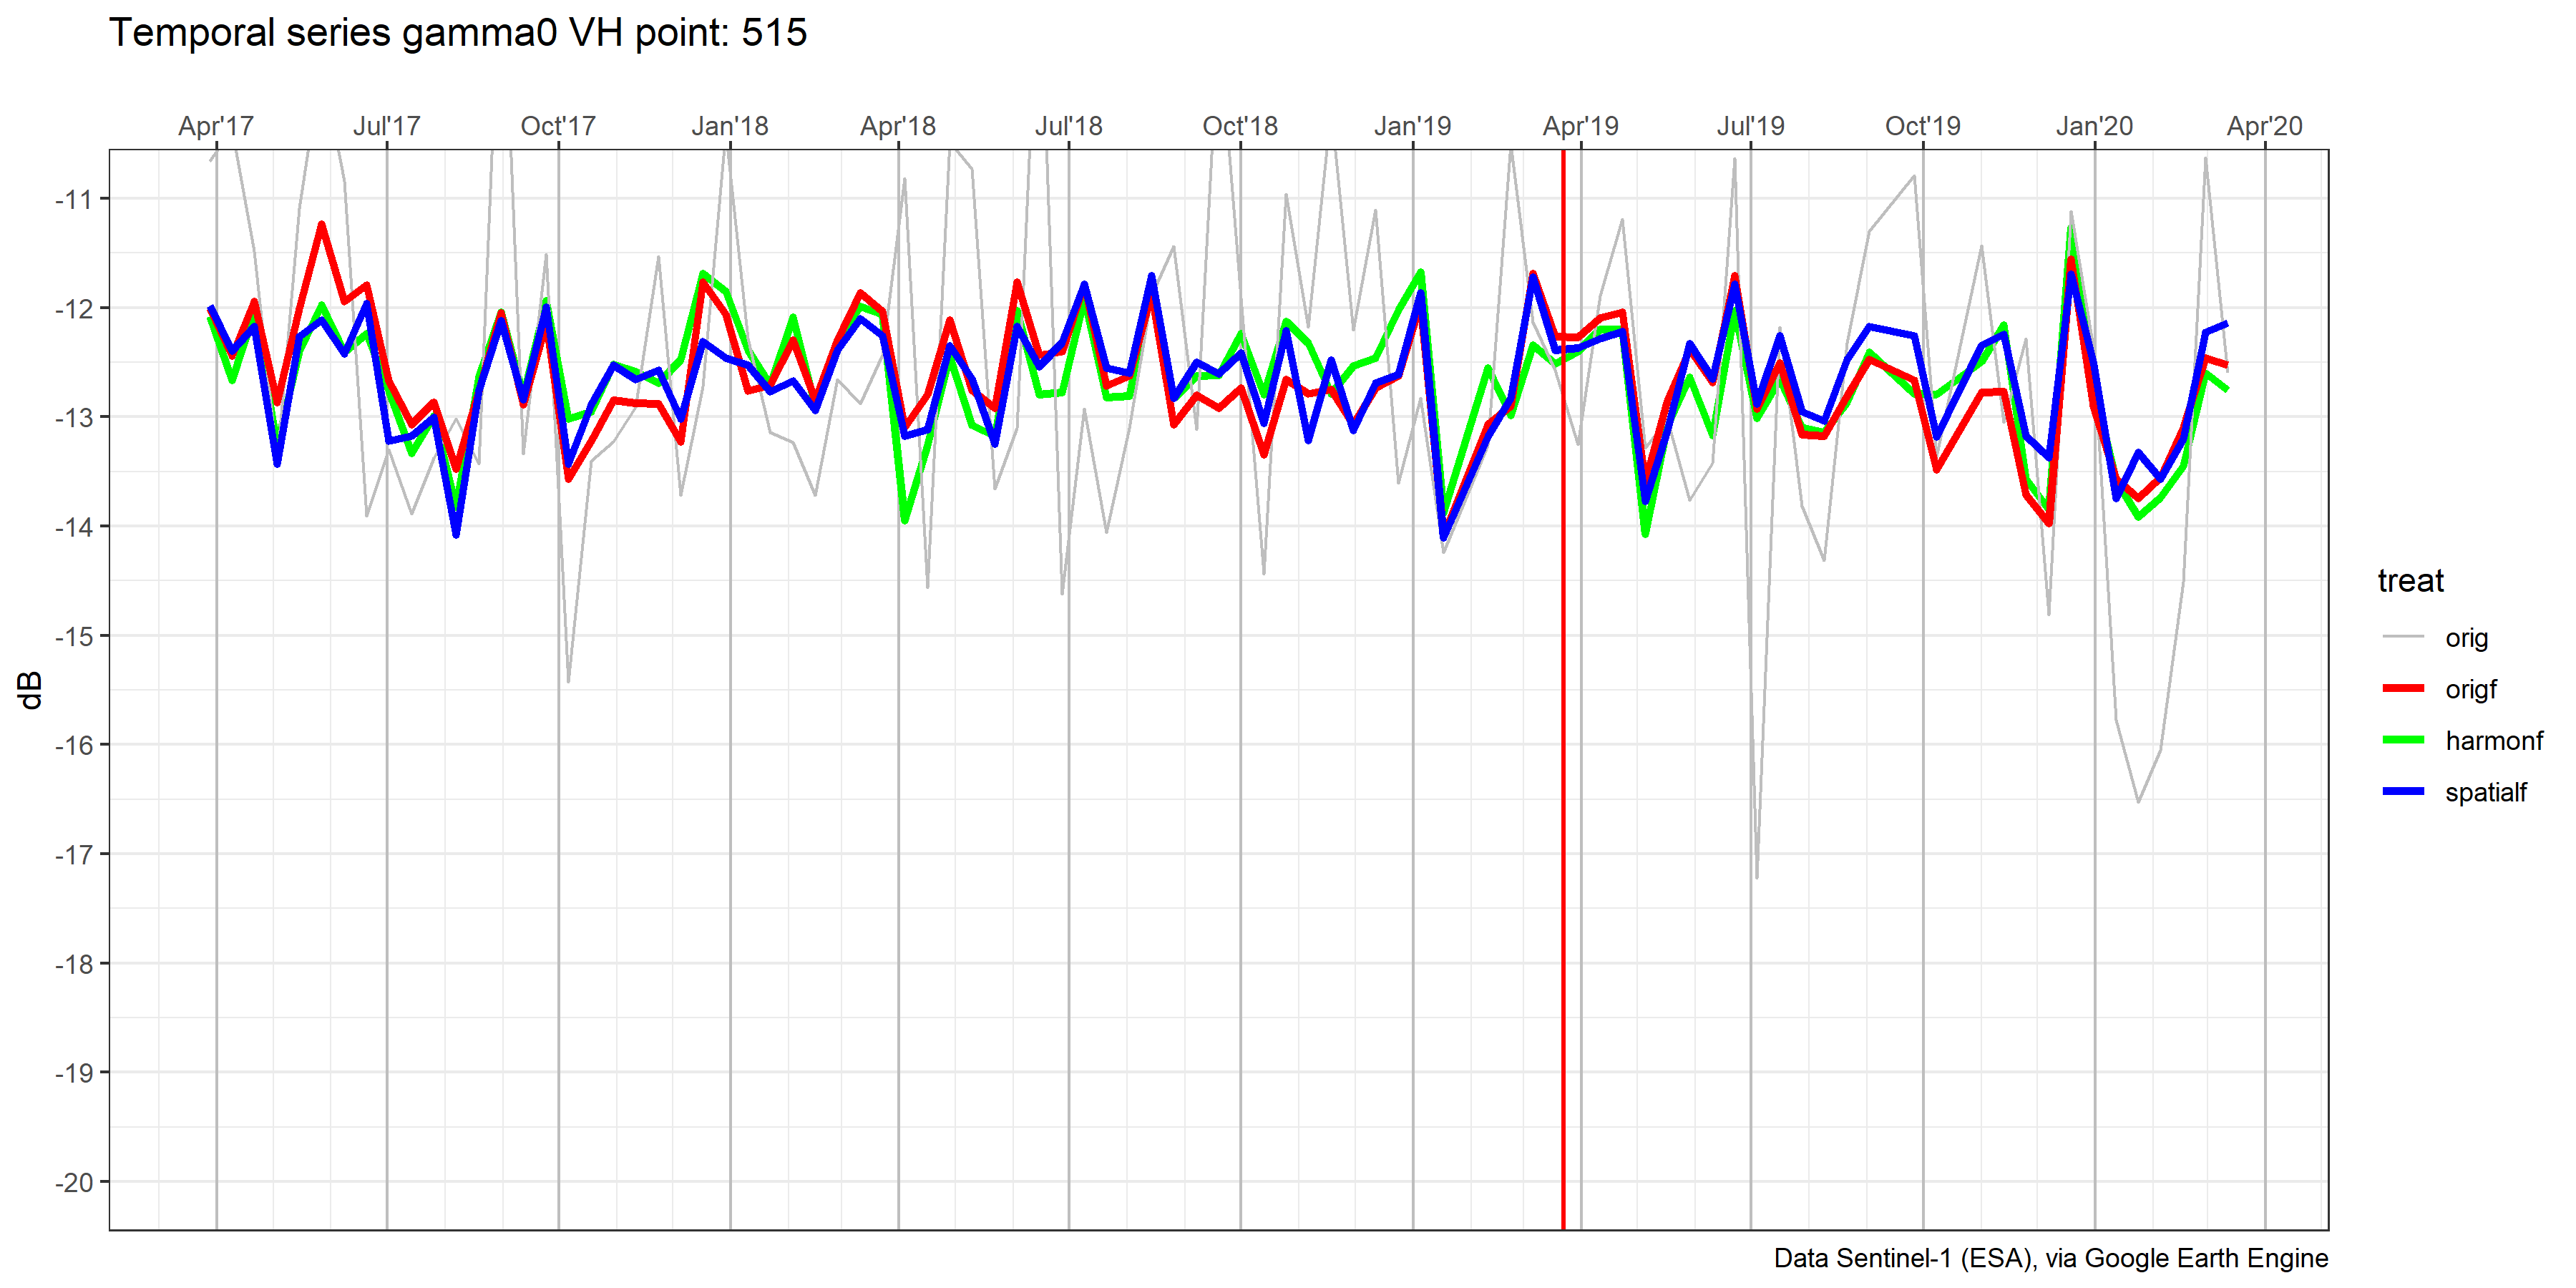 Temporal series gamma0 VH point: 515
Apr'17 Jul'17 Oct'17 Jan'18 Apr'18 Jul'18 Oct'18 Jan'19 Apr'19 Jul'19 Oct'19 Jan'20 Apr'20
-11
-12
-13
-14
-15
-16
-17
-18
-19
-20
dB
treat
orig
origf
harmonf
spatialf
Data Sentinel-1 (ESA), via Google Earth Engine